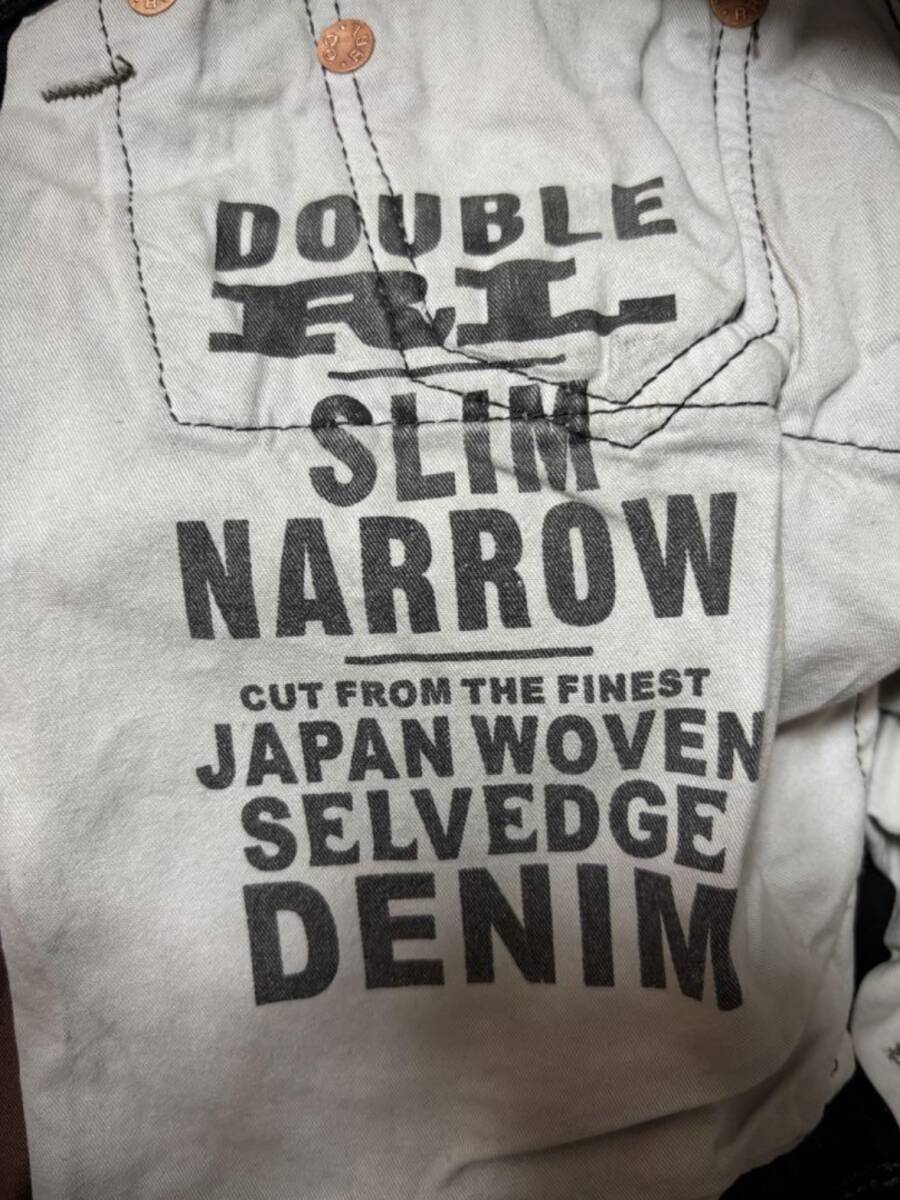 DOUBLE
RL
SLIM
NARROW
CUT FROM THE FINEST
JAPAN WOVEN
SELVEDGE
DENIM